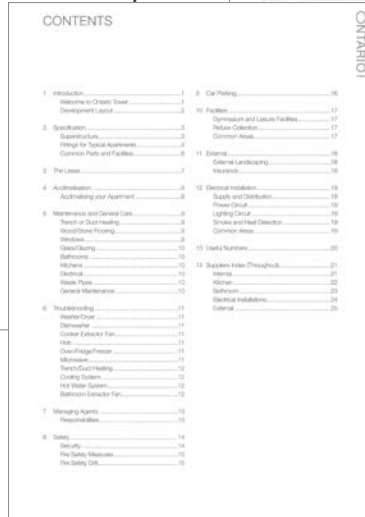 CONTENTS
ONTARIO
1 Introduction 1
Welcome to Ontario Tower 1
Development Layout 2
2 Specification 3
Superstructure 3
Fittings for Typical Apartments 4
Common Parts and Facilities 6
3 The Lease 7
4 Acclimatisation 8
Acclimatising your Apartment 8
5 Maintenance and General Care 9
Trench or Duct Heating 9
Wood/Stone Flooring 9
Windows 9
Glass/Glazing 10
Bathrooms 10
Kitchens 10
Electrical 10
Waste Pipes 10
General Maintenance 10
6 Troubleshooting 11
Washer/Dryer 11
Dishwasher 11
Cooker Extractor Fan 11
Hob 11
Oven/Fridge/Freezer 11
Microwave 11
Trench/Duct Heating 12
Cooling System 12
Hot Water System 12
Bathroom Extractor Fan 12
7 Managing Agents 13
Responsibilities 13
8 Safety 14
Security 14
Fire Safety Measures 15
Fire Safety Drill 15
9 Car Parking 16
10 Facilities 17
Gymnasium and Leisure Facilities 17
Refuse Collection 17
Common Areas 17
11 External 18
External Landscaping 18
Insurance 18
12 Electrical Installation 19
Supply and Distribution 19
Power Circuit 19
Lighting Circuit 19
Smoke and Heat Detection 19
Common Areas 19
13 Useful Numbers 20
14 Suppliers Index (Throughout) 21
Internal 21
Kitchen 22
Bathroom 23
Electrical Installations 24
External 25